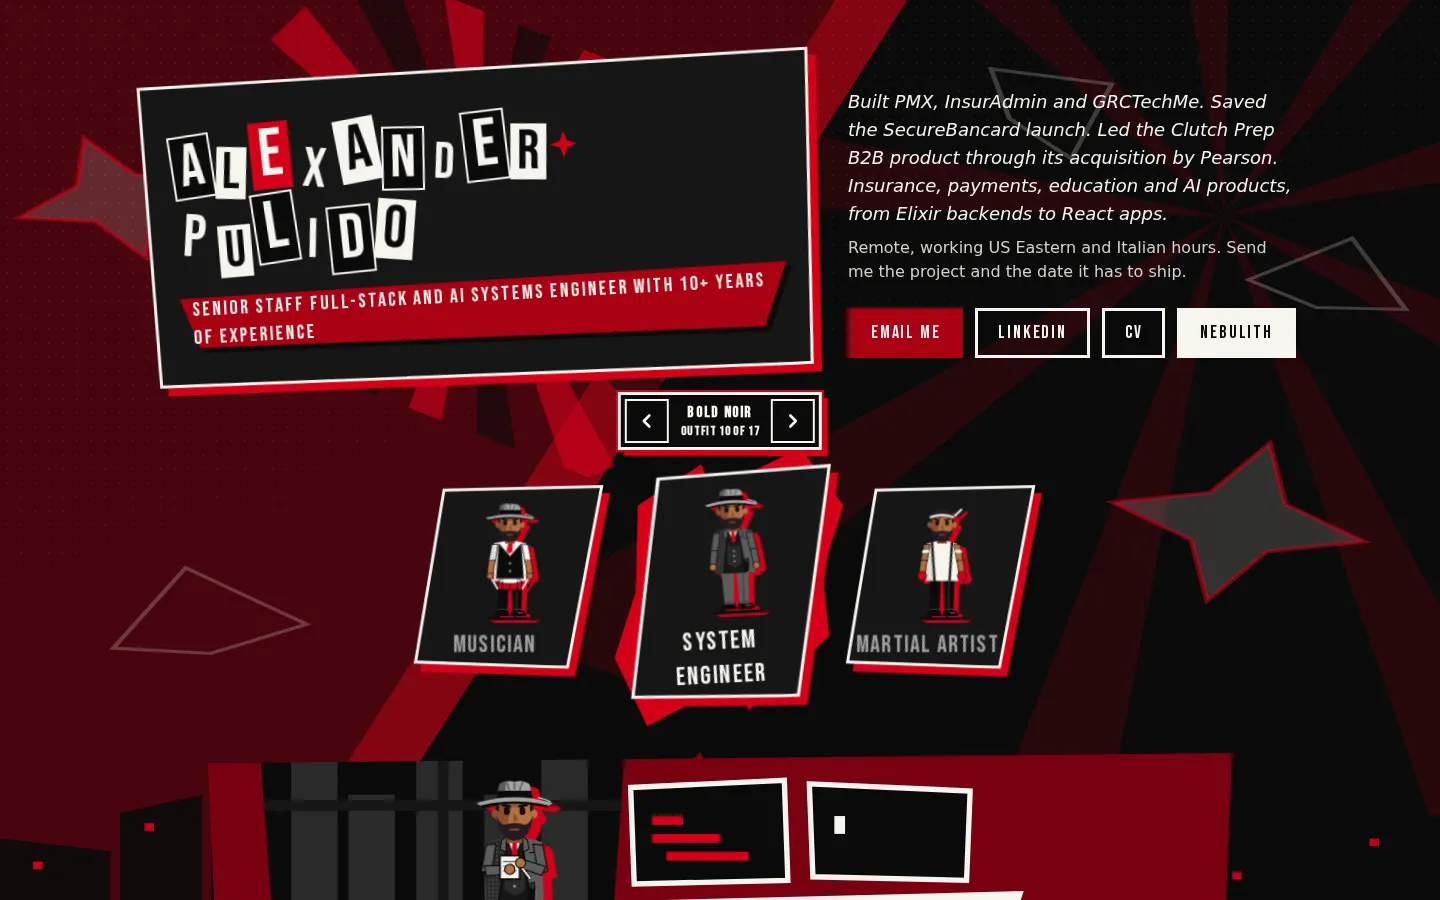 ALEXANDER
PULIDO
SENIOR STAFF FULL-STACK AND AI SYSTEMS ENGINEER WITH 10+ YEARS
OF EXPERIENCE
Built PMX, InsurAdmin and GRCTechMe. Saved
the SecureBancard launch. Led the Clutch Prep
B2B product through its acquisition by Pearson.
Insurance, payments, education and AI products,
from Elixir backends to React apps.
Remote, working US Eastern and Italian hours. Send
me the project and the date it has to ship.
EMAIL ME
LINKEDIN
CV
NEBULITH
BOLD NOIR
OUTFIT 10 OF 17
MUSICIAN
SYSTEM
ENGINEER
MARTIAL ARTIST